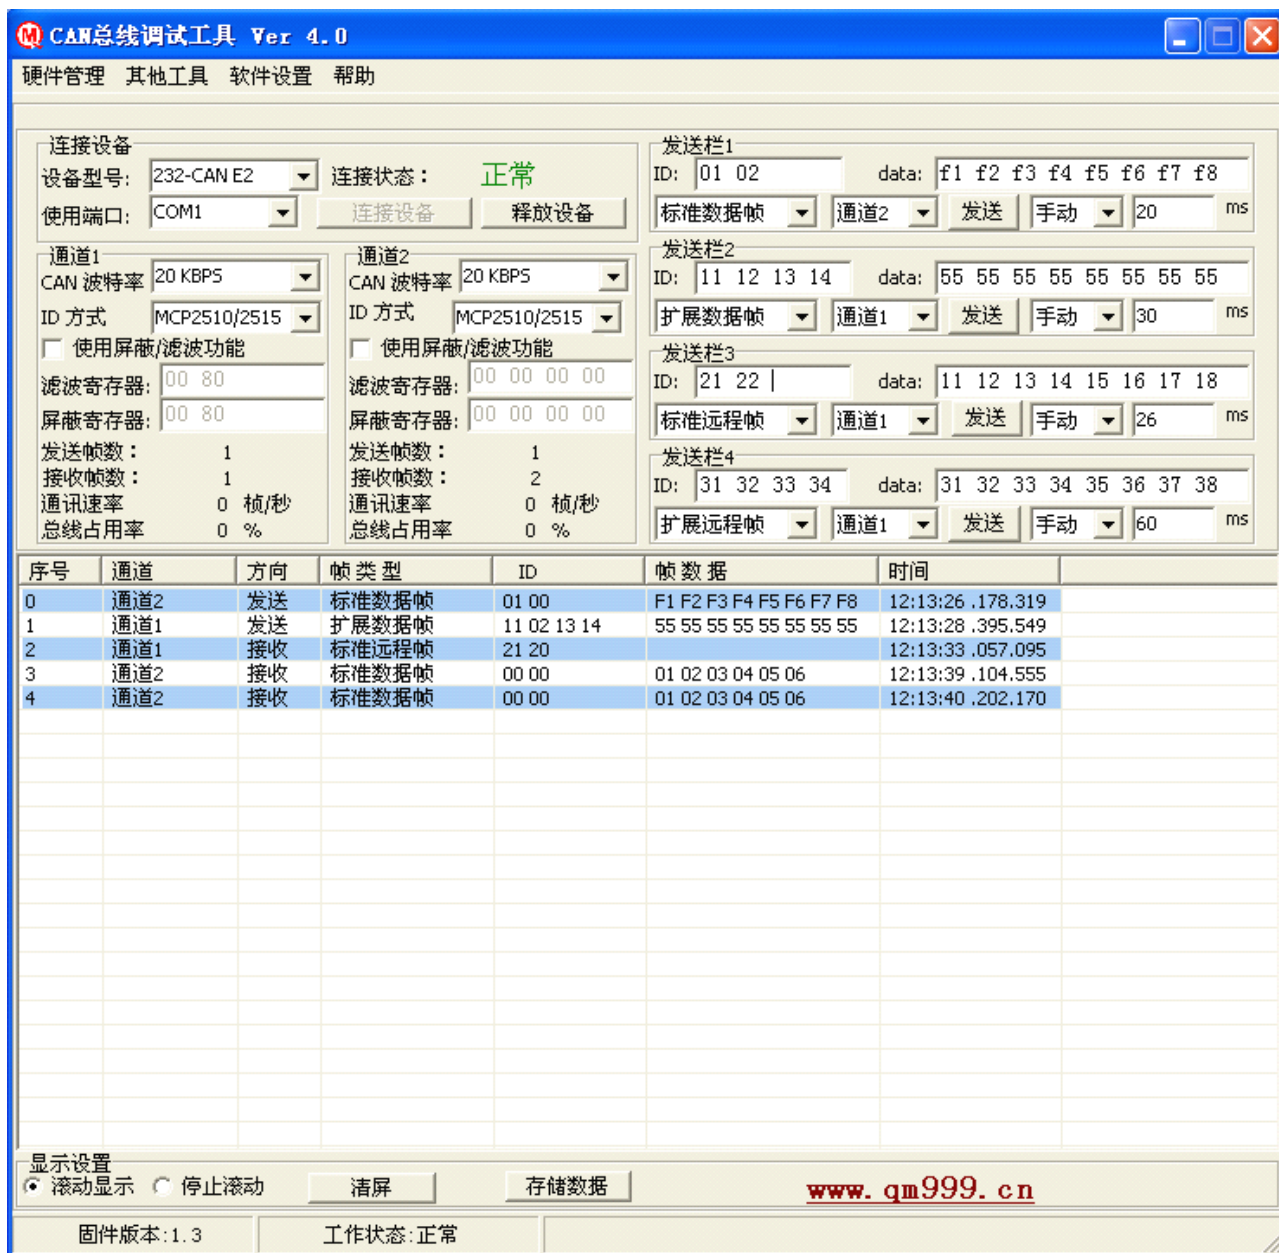 CAN总线调试工具 Ver 4.0
硬件管理 其他工具 软件设置 帮助
连接设备
设备型号: 232-CAN E2 连接状态： 正常
使用端口: COM1 连接设备 释放设备
通道1
CAN 波特率 20 KBPS
ID 方式 MCP2510/2515
使用屏蔽/滤波功能
滤波寄存器: 00 80
屏蔽寄存器: 00 80
发送帧数： 1
接收帧数： 1
通讯速率 0 桢/秒
总线占用率 0 %
通道2
CAN 波特率 20 KBPS
ID 方式 MCP2510/2515
使用屏蔽/滤波功能
滤波寄存器: 00 00 00 00
屏蔽寄存器: 00 00 00 00
发送帧数： 1
接收帧数： 2
通讯速率 0 桢/秒
总线占用率 0 %
发送栏1
ID: 01 02 data: f1 f2 f3 f4 f5 f6 f7 f8
标准数据帧 通道2 发送 手动 20 ms
发送栏2
ID: 11 12 13 14 data: 55 55 55 55 55 55 55 55
扩展数据帧 通道1 发送 手动 30 ms
发送栏3
ID: 21 22 data: 11 12 13 14 15 16 17 18
标准远程帧 通道1 发送 手动 26 ms
发送栏4
ID: 31 32 33 34 data: 31 32 33 34 35 36 37 38
扩展远程帧 通道1 发送 手动 60 ms
序号 通道 方向 帧类型 ID 帧数据 时间
0 通道2 发送 标准数据帧 01 00 F1 F2 F3 F4 F5 F6 F7 F8 12:13:26 .178.319
1 通道1 发送 扩展数据帧 11 02 13 14 55 55 55 55 55 55 55 55 12:13:28 .395.549
2 通道1 接收 标准远程帧 21 20 12:13:33 .057.095
3 通道2 接收 标准数据帧 00 00 01 02 03 04 05 06 12:13:39 .104.555
4 通道2 接收 标准数据帧 00 00 01 02 03 04 05 06 12:13:40 .202.170
显示设置
滚动显示 停止滚动 清屏 存储数据 www.qm999.cn
固件版本:1.3 工作状态:正常